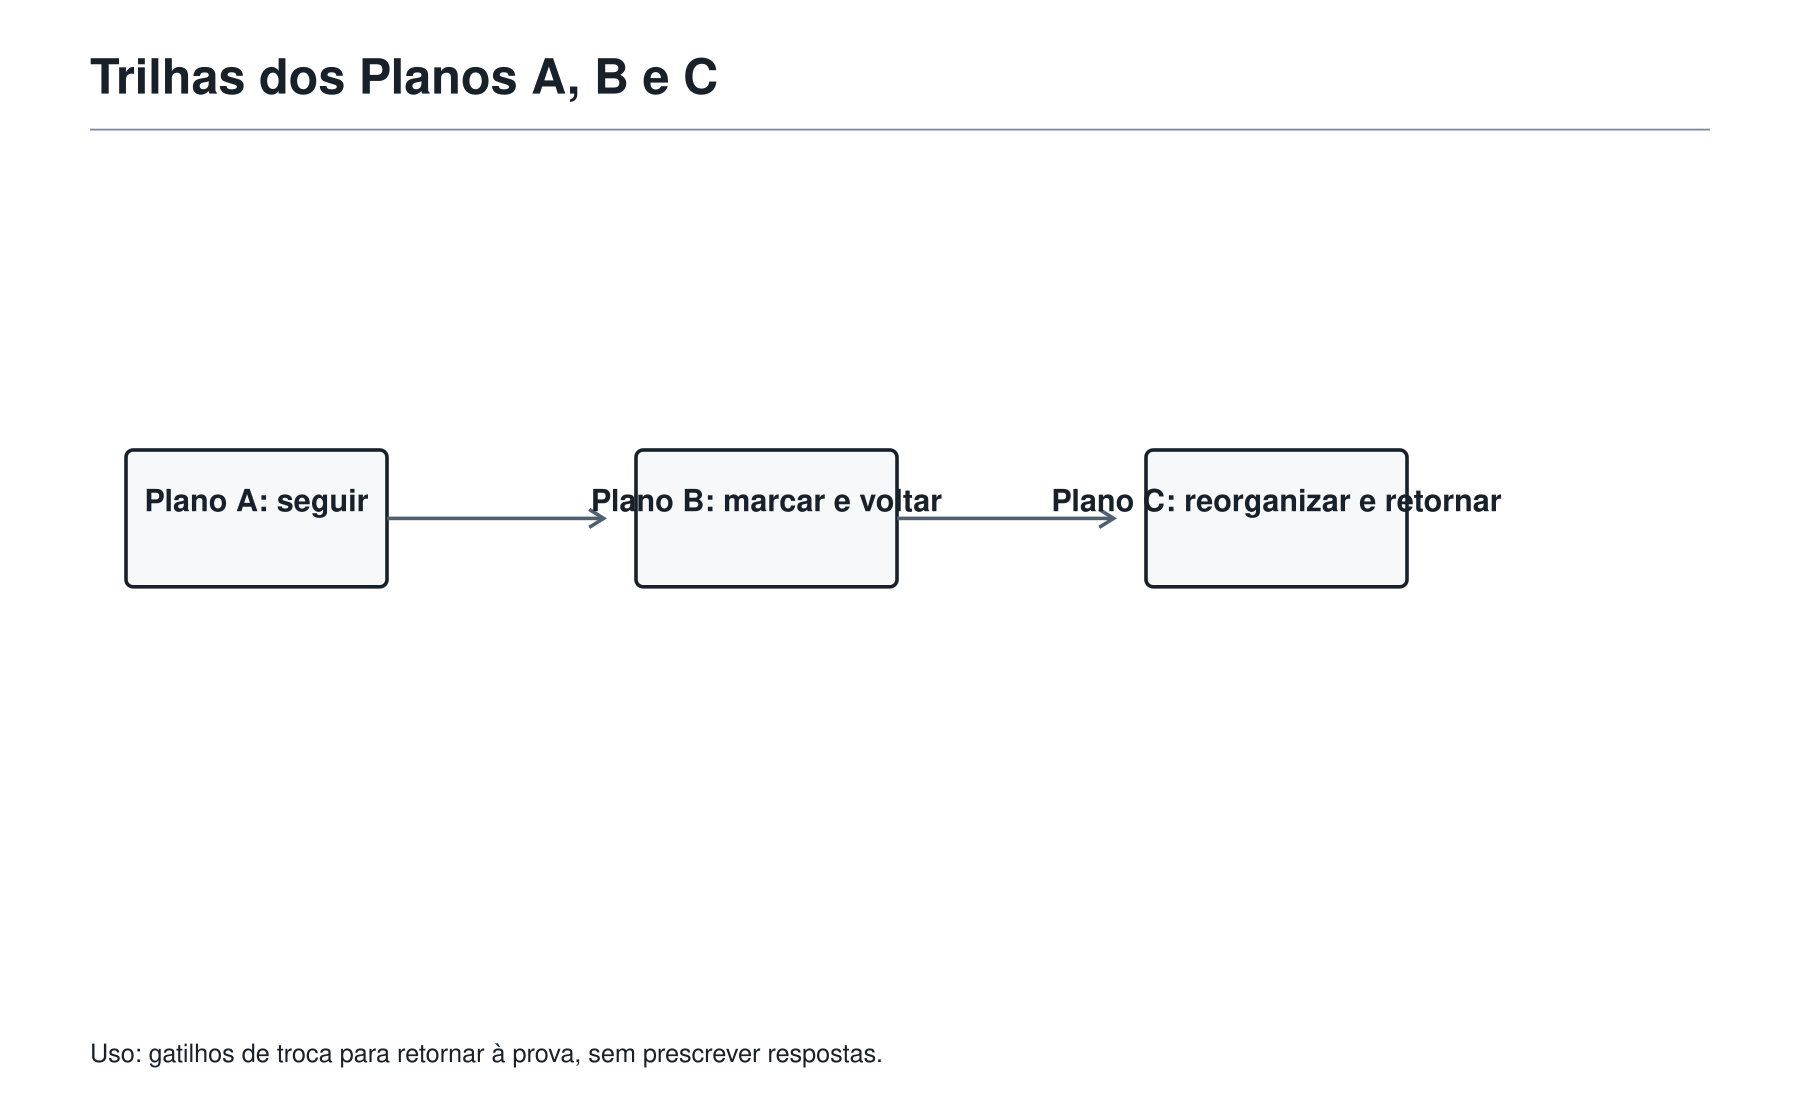 Trilhas dos Planos A, B e C
Plano A: seguir
Plano B: marcar e voltar
Plano C: reorganizar e retornar
Uso: gatilhos de troca para retornar à prova, sem prescrever respostas.